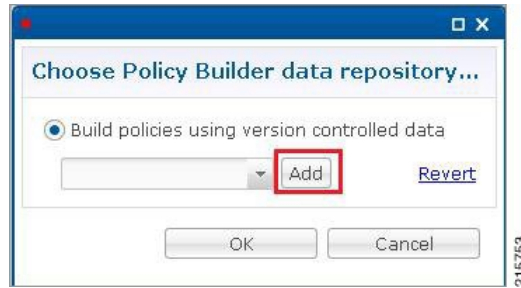 Choose Policy Builder data repository...
Build policies using version controlled data
Add Revert
OK Cancel
315753